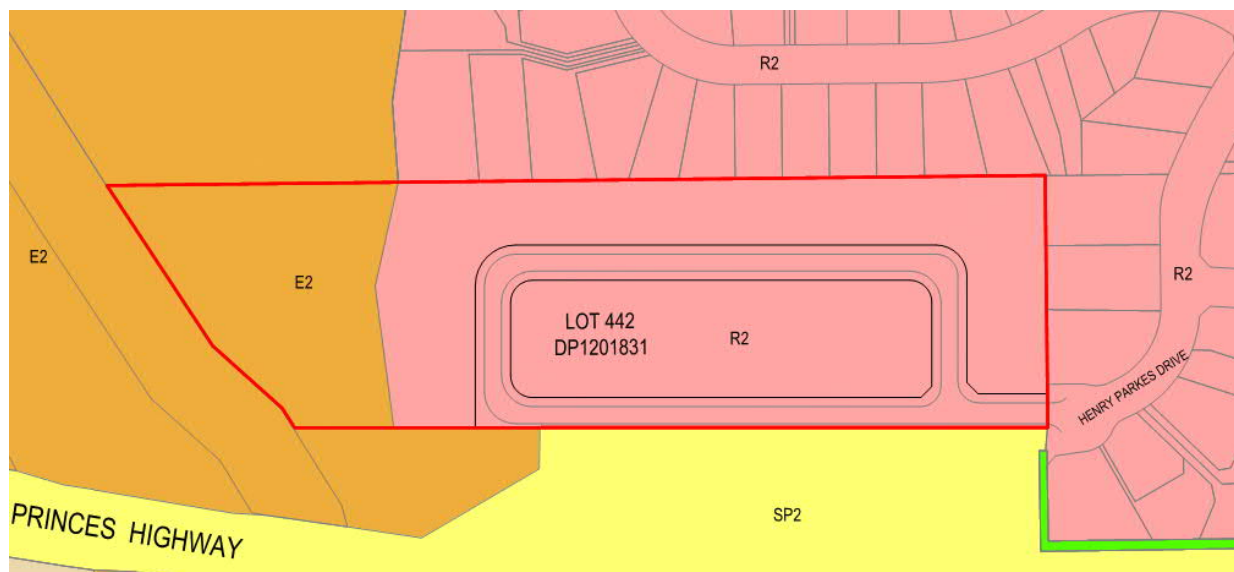 R2
E2
E2
LOT 442
DP1201831
R2
R2
HENRY PARKES DRIVE
SP2
PRINCES HIGHWAY